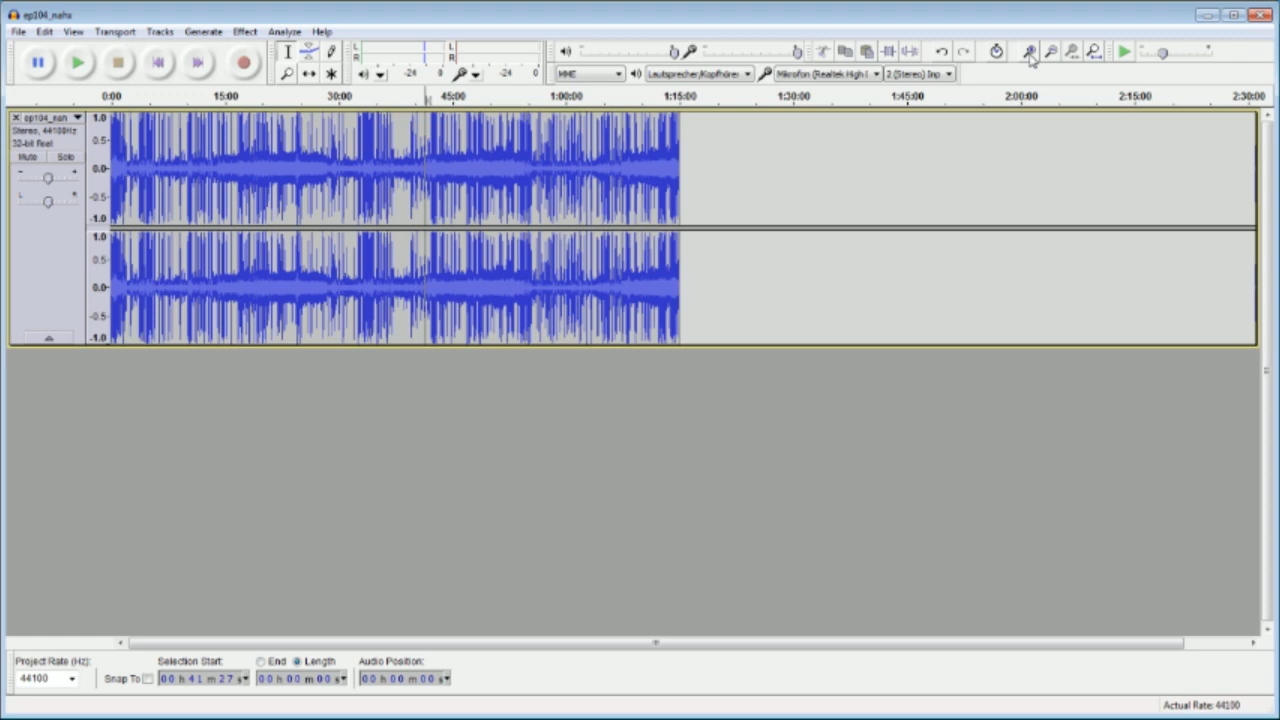 ep104_nahx
File Edit View Transport Tracks Generate Effect Analyze Help
L R -24 0 L R -24 0
MME Lautsprecher/Kopfhörer Mikrofon (Realtek High 2 (Stereo) Inp
0:00 15:00 30:00 45:00 1:00:00 1:15:00 1:30:00 1:45:00 2:00:00 2:15:00 2:30:00
ep104_nah
Stereo, 44100Hz
32-bit float
Mute Solo
- +
L R
1.0
0.5-
0.0-
-0.5-
-1.0
1.0
0.5-
0.0-
-0.5-
-1.0
Project Rate (Hz): Selection Start: End Length Audio Position:
44100 Snap To 00 h 41 m 27 s 00 h 00 m 00 s 00 h 00 m 00 s
Actual Rate: 44100